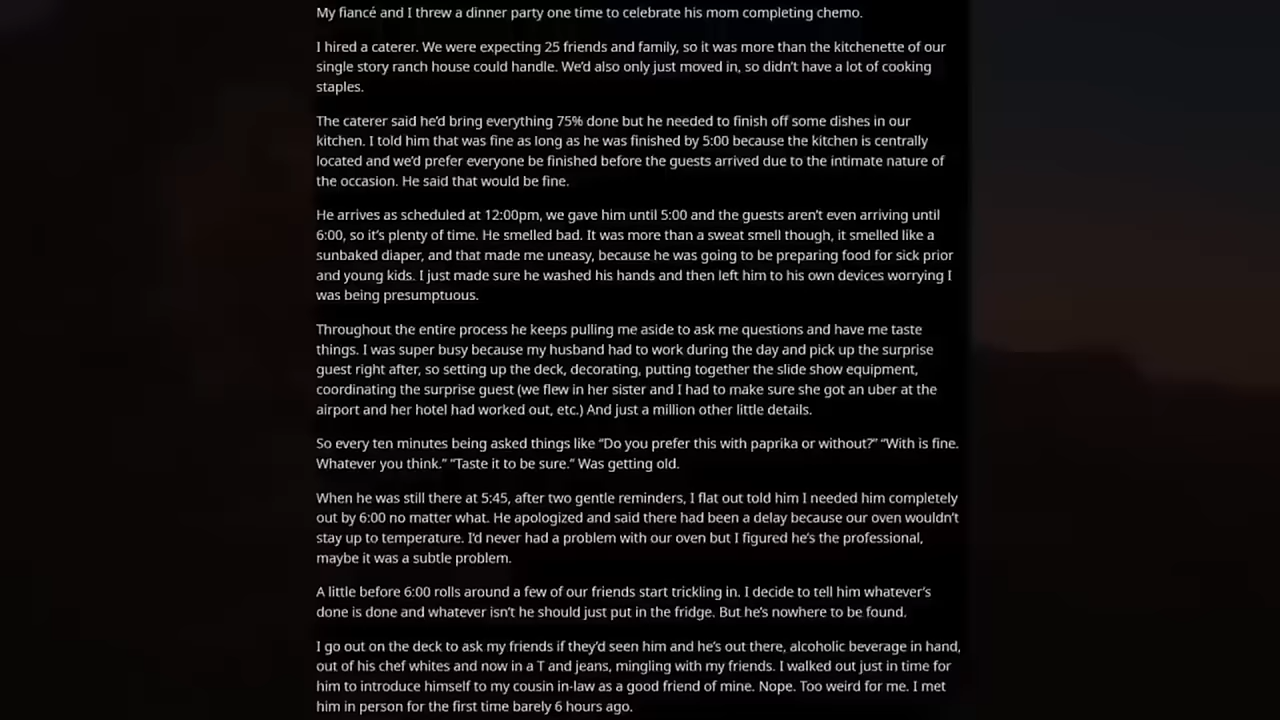 My fiancé and I threw a dinner party one time to celebrate his mom completing chemo.
I hired a caterer. We were expecting 25 friends and family, so it was more than the kitchenette of our
single story ranch house could handle. We’d also only just moved in, so didn’t have a lot of cooking
staples.
The caterer said he’d bring everything 75% done but he needed to finish off some dishes in our
kitchen. I told him that was fine as long as he was finished by 5:00 because the kitchen is centrally
located and we’d prefer everyone be finished before the guests arrived due to the intimate nature of
the occasion. He said that would be fine.
He arrives as scheduled at 12:00pm, we gave him until 5:00 and the guests aren’t even arriving until
6:00, so it’s plenty of time. He smelled bad. It was more than a sweat smell though, it smelled like a
sunbaked diaper, and that made me uneasy, because he was going to be preparing food for sick prior
and young kids. I just made sure he washed his hands and then left him to his own devices worrying I
was being presumptuous.
Throughout the entire process he keeps pulling me aside to ask me questions and have me taste
things. I was super busy because my husband had to work during the day and pick up the surprise
guest right after, so setting up the deck, decorating, putting together the slide show equipment,
coordinating the surprise guest (we flew in her sister and I had to make sure she got an uber at the
airport and her hotel had worked out, etc.) And just a million other little details.
So every ten minutes being asked things like “Do you prefer this with paprika or without?” “With is fine.
Whatever you think.” “Taste it to be sure.” Was getting old.
When he was still there at 5:45, after two gentle reminders, I flat out told him I needed him completely
out by 6:00 no matter what. He apologized and said there had been a delay because our oven wouldn’t
stay up to temperature. I’d never had a problem with our oven but I figured he’s the professional,
maybe it was a subtle problem.
A little before 6:00 rolls around a few of our friends start trickling in. I decide to tell him whatever’s
done is done and whatever isn’t he should just put in the fridge. But he’s nowhere to be found.
I go out on the deck to ask my friends if they’d seen him and he’s out there, alcoholic beverage in hand,
out of his chef whites and now in a T and jeans, mingling with my friends. I walked out just in time for
him to introduce himself to my cousin in-law as a good friend of mine. Nope. Too weird for me. I met
him in person for the first time barely 6 hours ago.